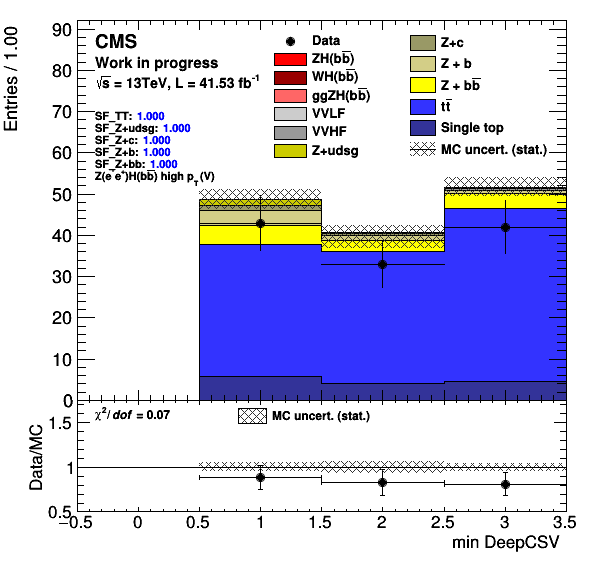 CMS
Work in progress
√s = 13TeV, L = 41.53 fb⁻¹
SF_TT: 1.000
SF_Z+udsg: 1.000
SF_Z+c: 1.000
SF_Z+b: 1.000
SF_Z+bb: 1.000
Z(e⁻e⁺)H(bb̅) high p_T(V)
Data
ZH(bb̅)
WH(bb̅)
ggZH(bb̅)
VVLF
VVHF
Z+udsg
Z+c
Z + b
Z + bb̅
tt̅
Single top
MC uncert. (stat.)
Entries / 1.00
90
80
70
60
50
40
30
20
10
0
χ²/dof = 0.07
MC uncert. (stat.)
Data/MC
1.5
1
0.5
−0.5 0 0.5 1 1.5 2 2.5 3 3.5
min DeepCSV